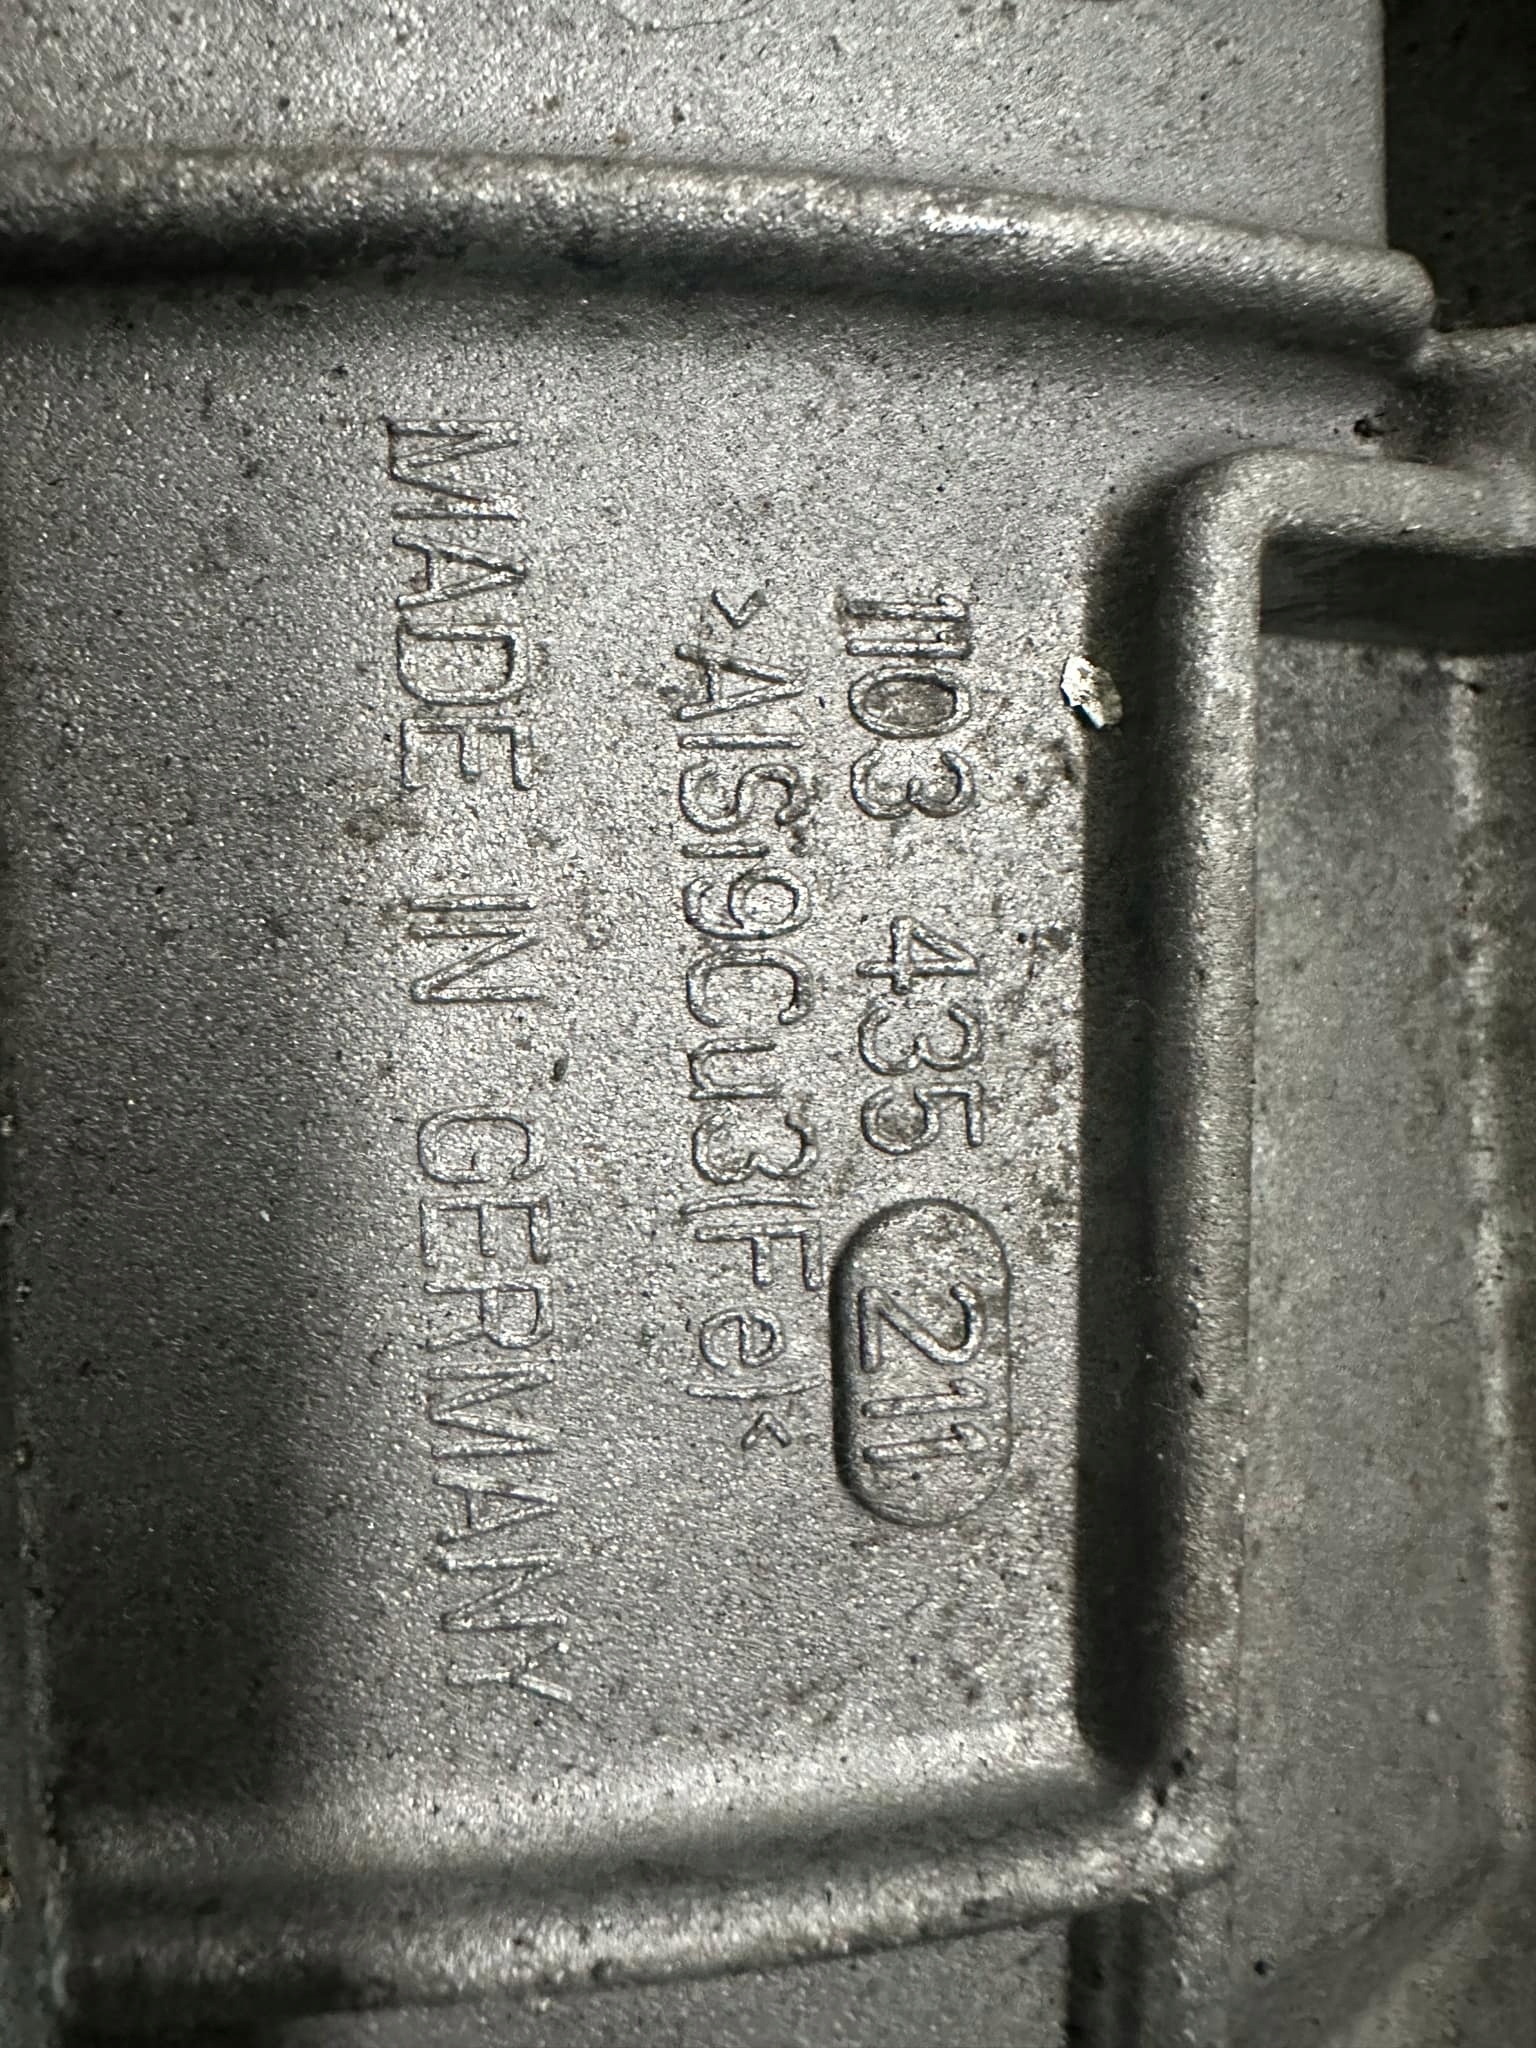 1103 435 211
>AlSi9Cu3(Fe)<
MADE IN GERMANY